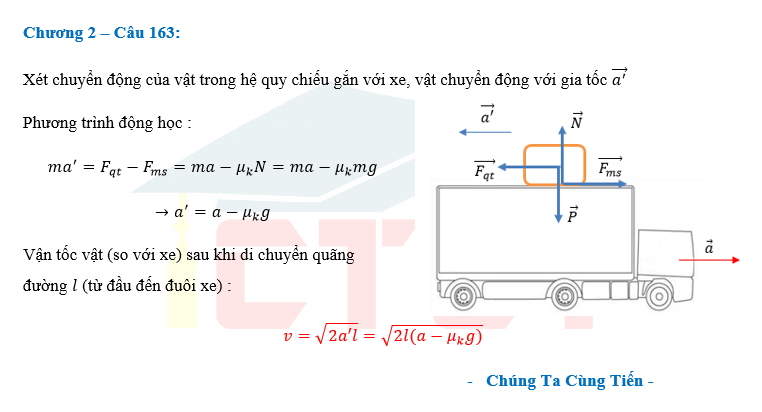 Chương 2 – Câu 163:
Xét chuyển động của vật trong hệ quy chiếu gắn với xe, vật chuyển động với gia tốc $\overrightarrow{a'}$
Phương trình động học :
$ma' = F_{qt} - F_{ms} = ma - \mu_k N = ma - \mu_k mg$
$\rightarrow a' = a - \mu_k g$
Vận tốc vật (so với xe) sau khi di chuyển quãng
đường $l$ (từ đầu đến đuôi xe) :
$v = \sqrt{2a'l} = \sqrt{2l(a - \mu_k g)}$
$\overrightarrow{a'}$
$\vec{N}$
$\overrightarrow{F_{qt}}$
$\overrightarrow{F_{ms}}$
$\vec{P}$
$\vec{a}$
CTCT
- Chúng Ta Cùng Tiến -